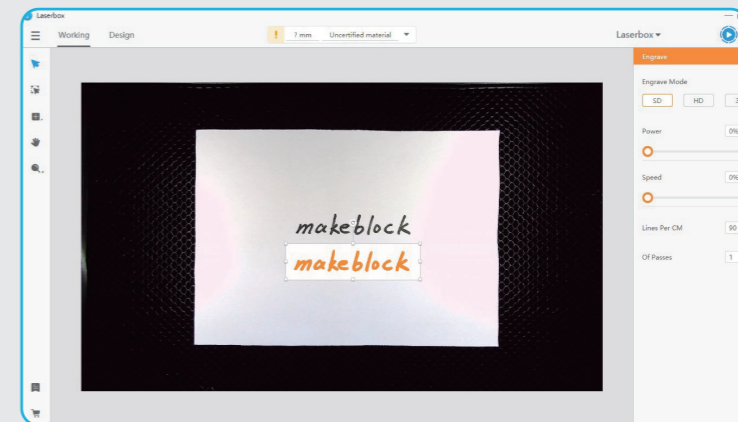 Laserbox
Working Design ! ? mm Uncertified material Laserbox
Engrave
Engrave Mode
SD HD
Power 0%
Speed 0%
Lines Per CM 90
Of Passes 1
makeblock
makeblock